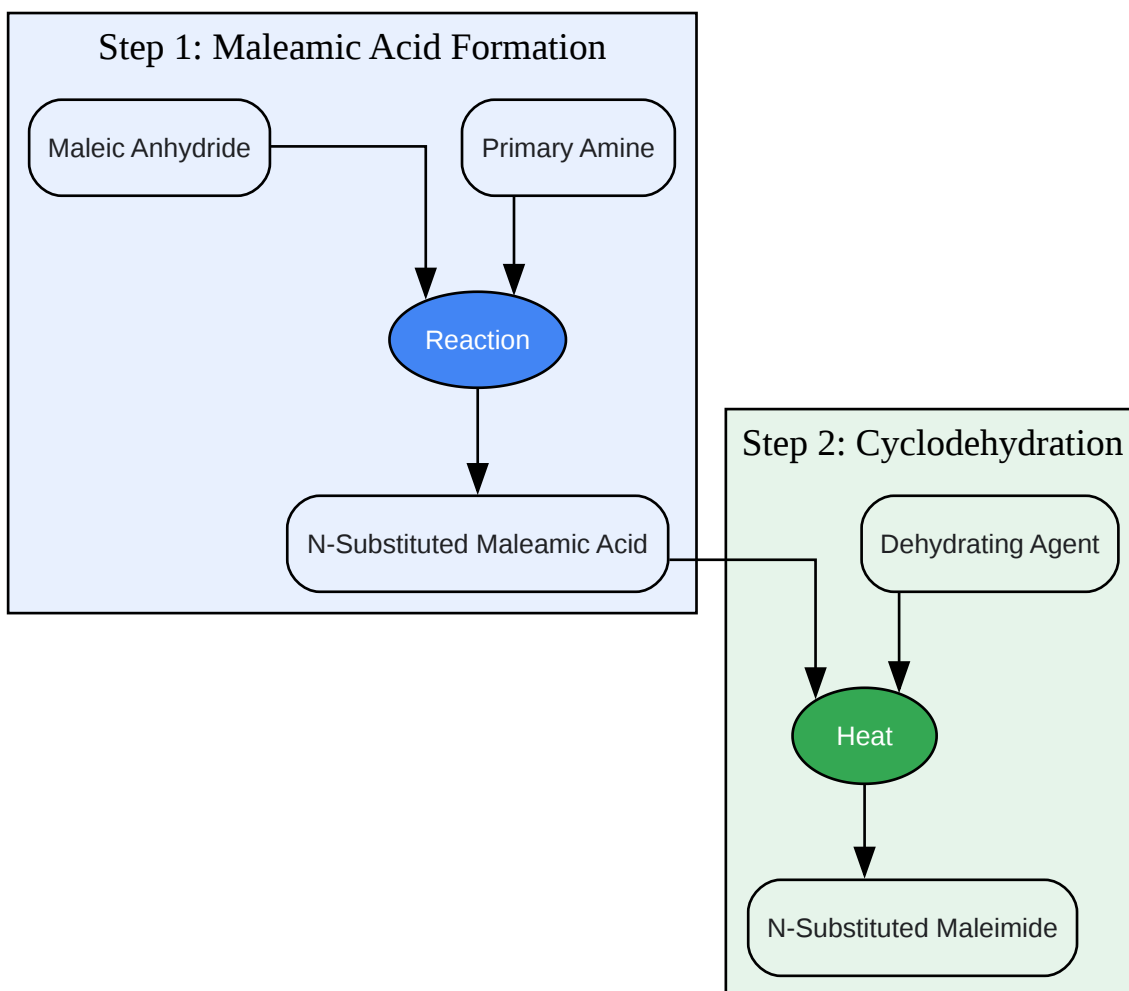 Step 1: Maleamic Acid Formation
Maleic Anhydride
Primary Amine
Reaction
N-Substituted Maleamic Acid
Step 2: Cyclodehydration
Dehydrating Agent
Heat
N-Substituted Maleimide